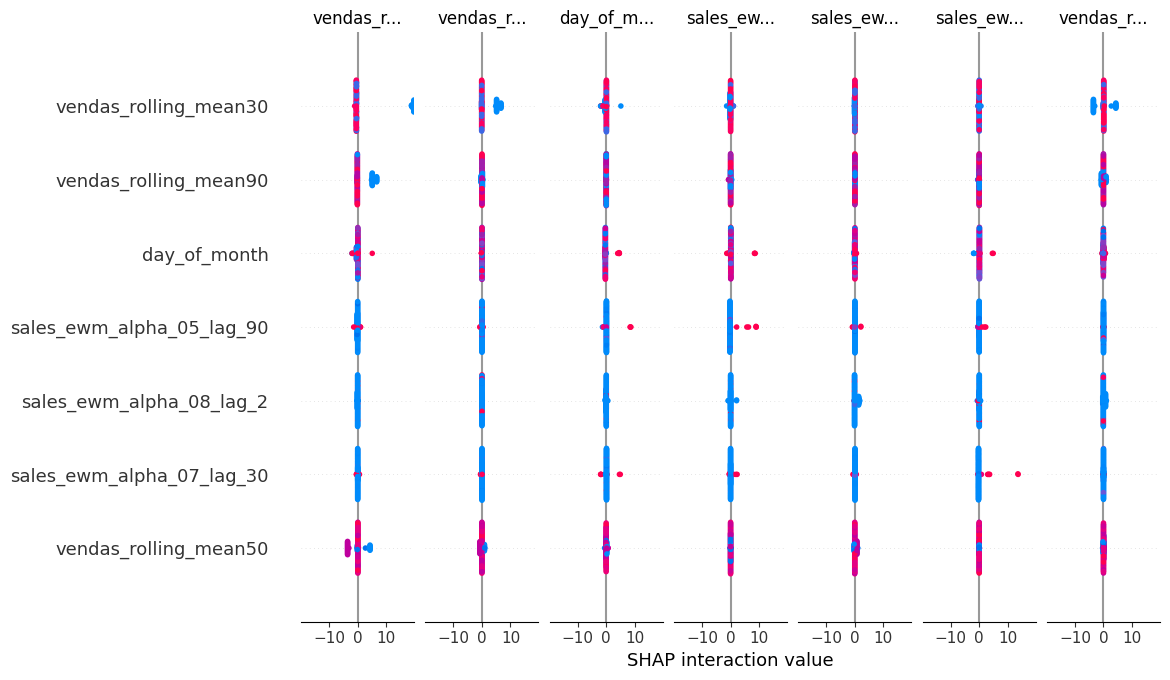 vendas_r... vendas_r... day_of_m... sales_ew... sales_ew... sales_ew... vendas_r...
vendas_rolling_mean30
vendas_rolling_mean90
day_of_month
sales_ewm_alpha_05_lag_90
sales_ewm_alpha_08_lag_2
sales_ewm_alpha_07_lag_30
vendas_rolling_mean50
−10 0 10 −10 0 10 −10 0 10 −10 0 10 −10 0 10 −10 0 10 −10 0 10
SHAP interaction value